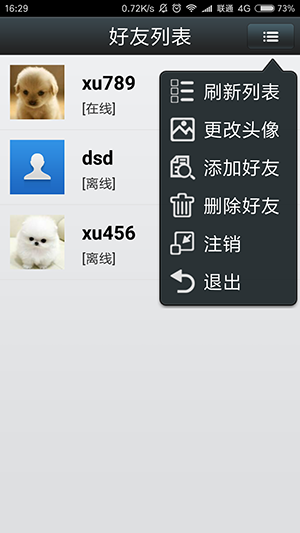 16:29 0.72K/s 联通 4G 73%
好友列表
xu789
[在线]
dsd
[离线]
xu456
[离线]
刷新列表
更改头像
添加好友
删除好友
注销
退出